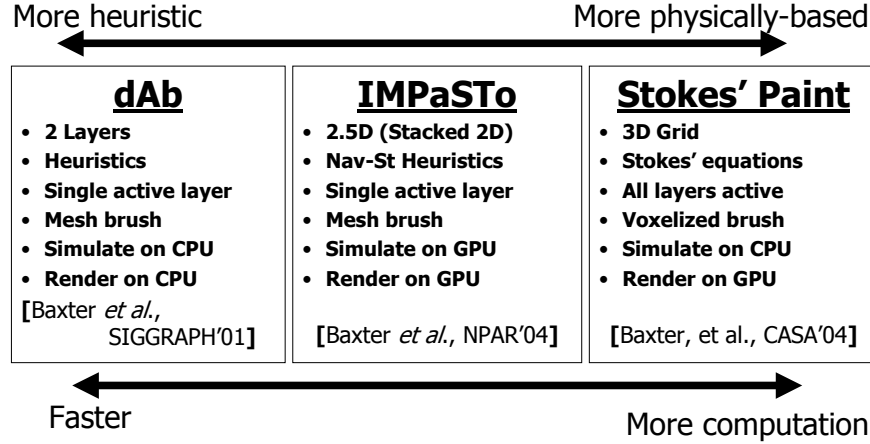 More heuristic
More physically-based
dAb
• 2 Layers
• Heuristics
• Single active layer
• Mesh brush
• Simulate on CPU
• Render on CPU
[Baxter et al.,
SIGGRAPH'01]
IMPaSTo
• 2.5D (Stacked 2D)
• Nav-St Heuristics
• Single active layer
• Mesh brush
• Simulate on GPU
• Render on GPU
[Baxter et al., NPAR'04]
Stokes' Paint
• 3D Grid
• Stokes' equations
• All layers active
• Voxelized brush
• Simulate on CPU
• Render on GPU
[Baxter, et al., CASA'04]
Faster
More computation